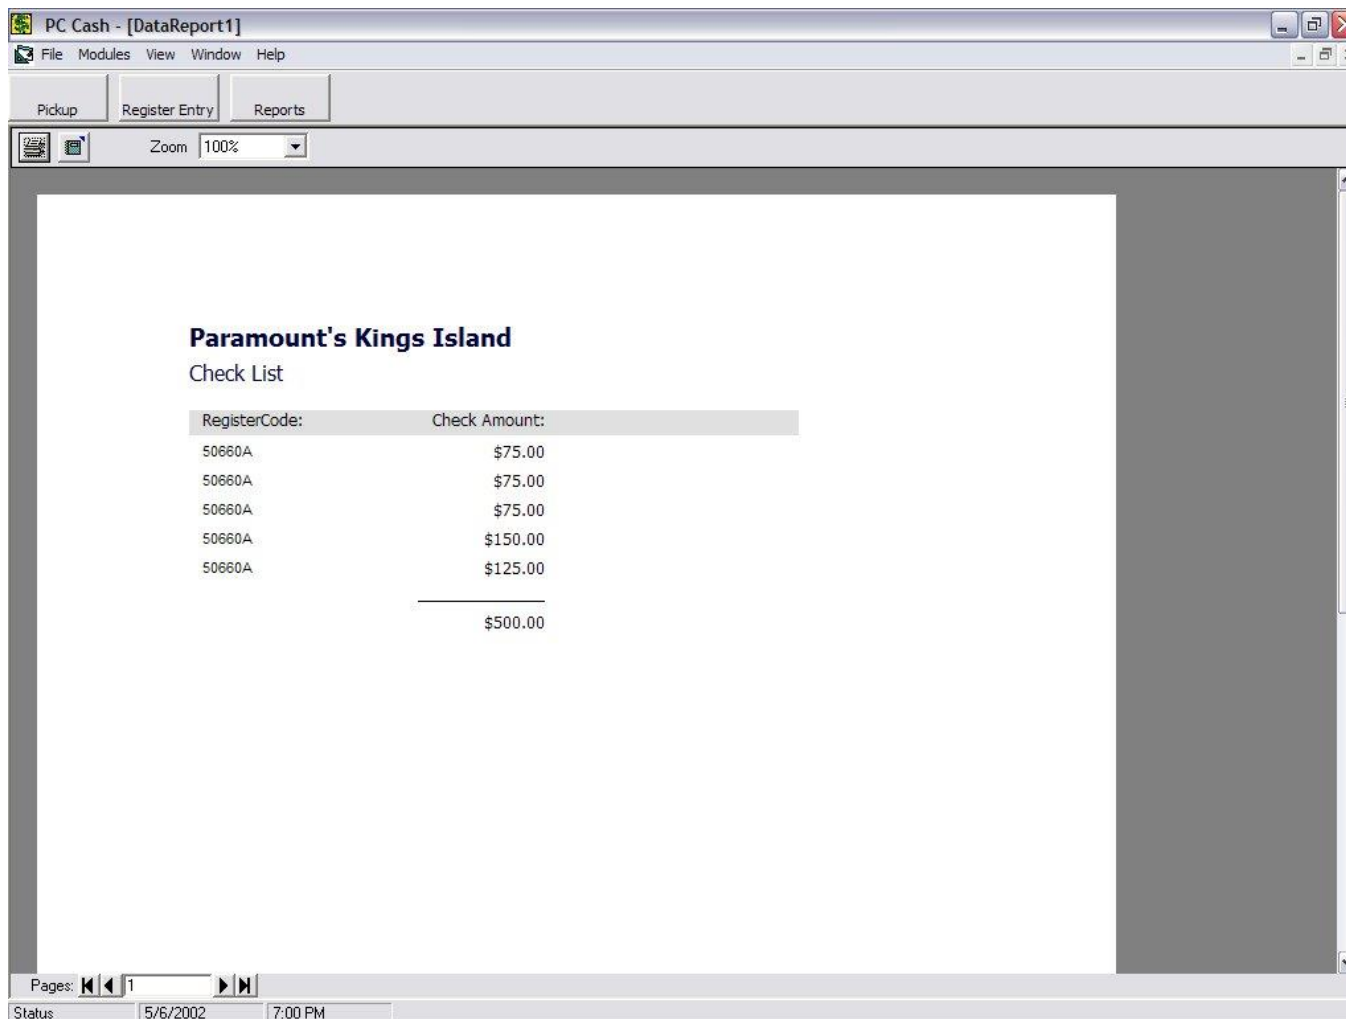 PC Cash - [DataReport1]
File Modules View Window Help
Pickup Register Entry Reports
Zoom 100%
Paramount's Kings Island
Check List
RegisterCode: Check Amount:
50660A $75.00
50660A $75.00
50660A $75.00
50660A $150.00
50660A $125.00
$500.00
Pages: 1
Status 5/6/2002 7:00 PM